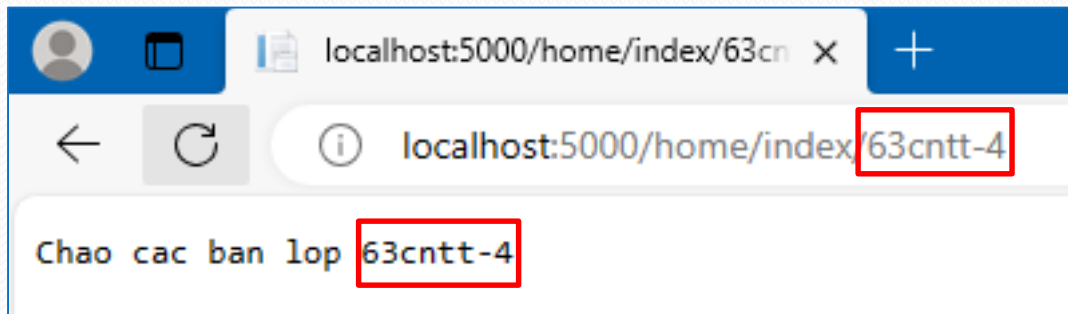 localhost:5000/home/index/63cn
localhost:5000/home/index/63cntt-4
Chao cac ban lop 63cntt-4